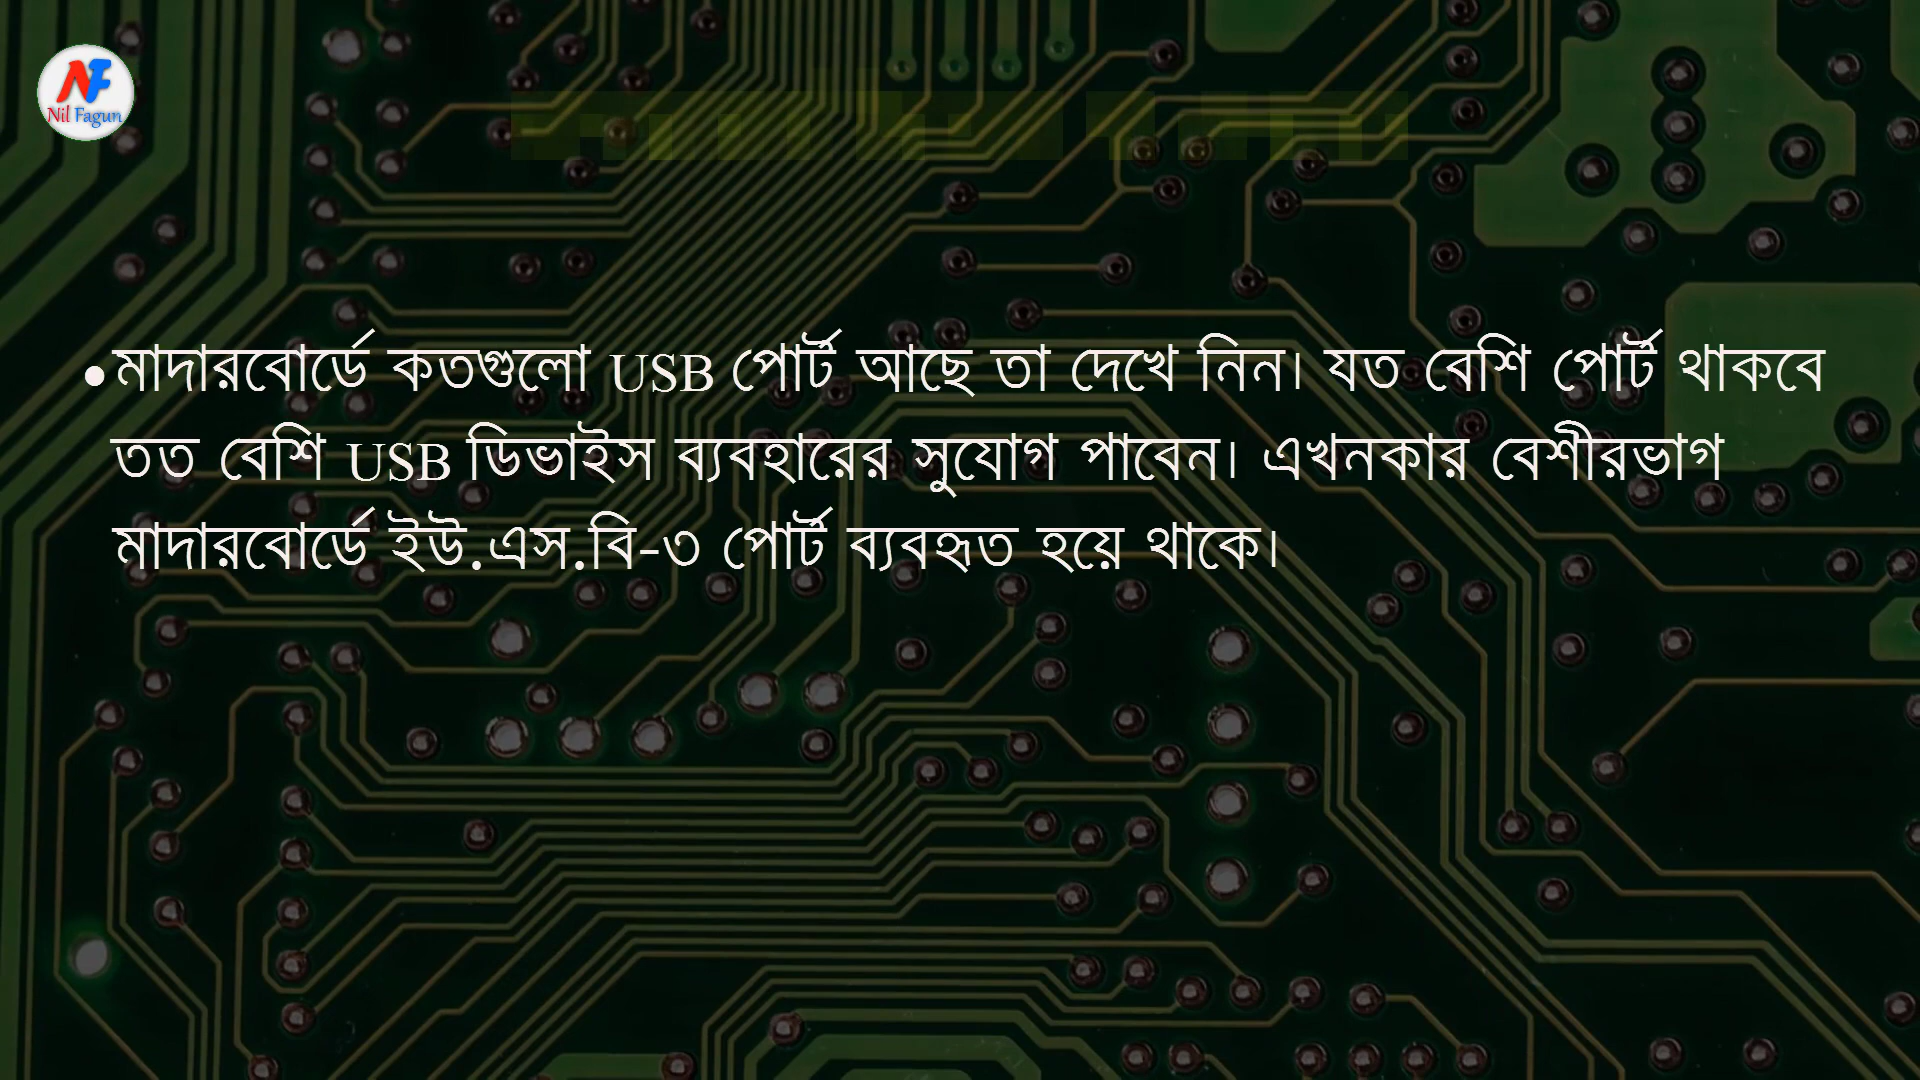 NF
Nil Fagun
• মাদারবোর্ডে কতগুলো USB পোর্ট আছে তা দেখে নিন। যত বেশি পোর্ট থাকবে
তত বেশি USB ডিভাইস ব্যবহারের সুযোগ পাবেন। এখনকার বেশীরভাগ
মাদারবোর্ডে ইউ.এস.বি-৩ পোর্ট ব্যবহৃত হয়ে থাকে।